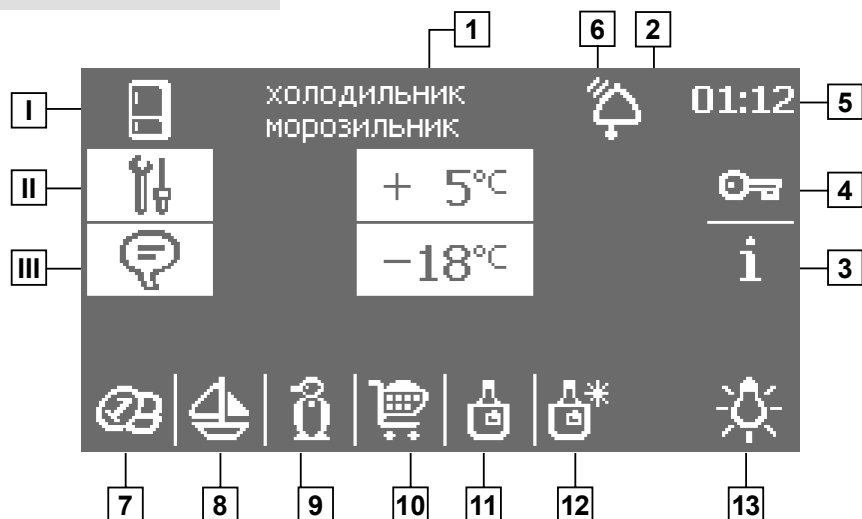 1 6 2
I холодильник 01:12 5
морозильник
II + 5°C 4
III −18°C i 3
7 8 9 10 11 12 13